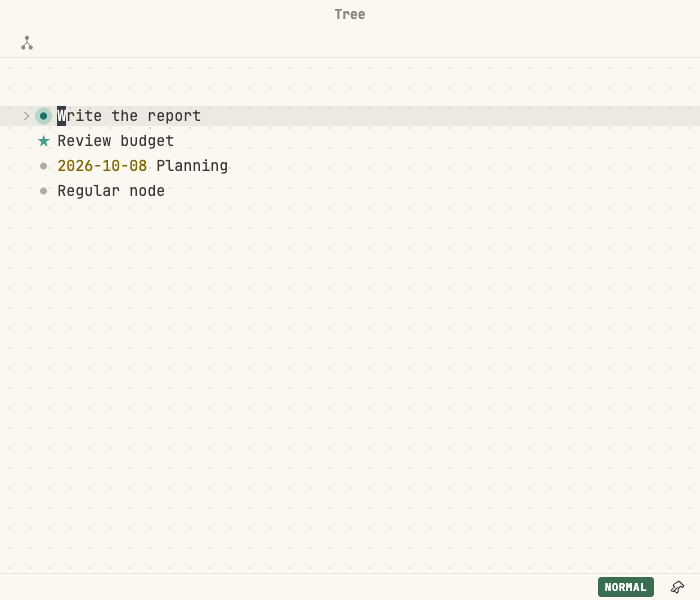 Tree
Write the report
Review budget
2026-10-08 Planning
Regular node
NORMAL